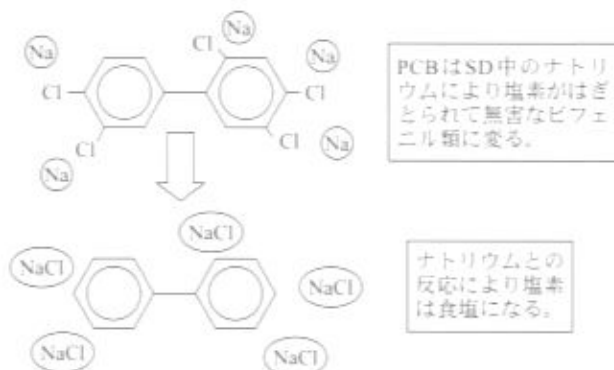 Na
Cl
Na
Na
Cl
Cl
Cl
Cl
Na
Na
PCBはSD中のナトリ
ウムにより塩素がはぎ
とられて無害なビフェ
ニル類に変る。
NaCl
NaCl
NaCl
NaCl
NaCl
ナトリウムとの
反応により塩素
は食塩になる。